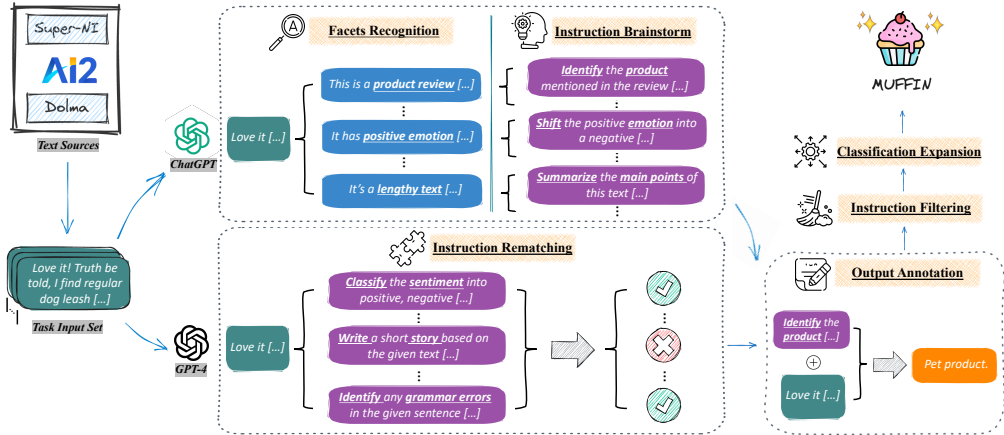 Super-NI
Ai2
Dolma
Text Sources
ChatGPT
Love it! Truth be
told, I find regular
dog leash […]
Task Input Set
GPT-4
Facets Recognition
Love it […]
This is a product review […]
It has positive emotion […]
It's a lengthy text […]
Instruction Brainstorm
Identify the product
mentioned in the review […]
Shift the positive emotion into
a negative […]
Summarize the main points of
this text […]
Instruction Rematching
Love it […]
Classify the sentiment into
positive, negative […]
Write a short story based on
the given text […]
Identify any grammar errors
in the given sentence […]
MUFFIN
Classification Expansion
Instruction Filtering
Output Annotation
Identify the
product […]
Love it […]
Pet product.